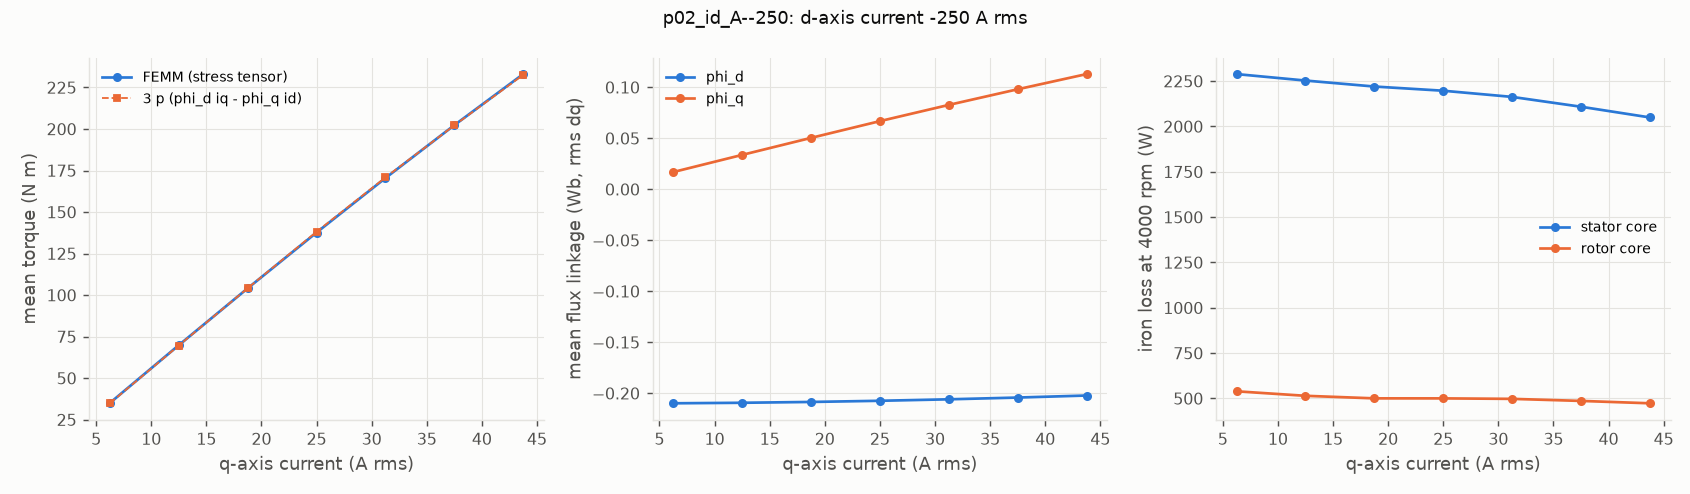 p02_id_A--250: d-axis current -250 A rms
FEMM (stress tensor)
3 p (phi_d iq - phi_q id)
mean torque (N m)
225
200
175
150
125
100
75
50
25
5 10 15 20 25 30 35 40 45
q-axis current (A rms)
phi_d
phi_q
mean flux linkage (Wb, rms dq)
0.10
0.05
0.00
−0.05
−0.10
−0.15
−0.20
5 10 15 20 25 30 35 40 45
q-axis current (A rms)
stator core
rotor core
iron loss at 4000 rpm (W)
2250
2000
1750
1500
1250
1000
750
500
5 10 15 20 25 30 35 40 45
q-axis current (A rms)